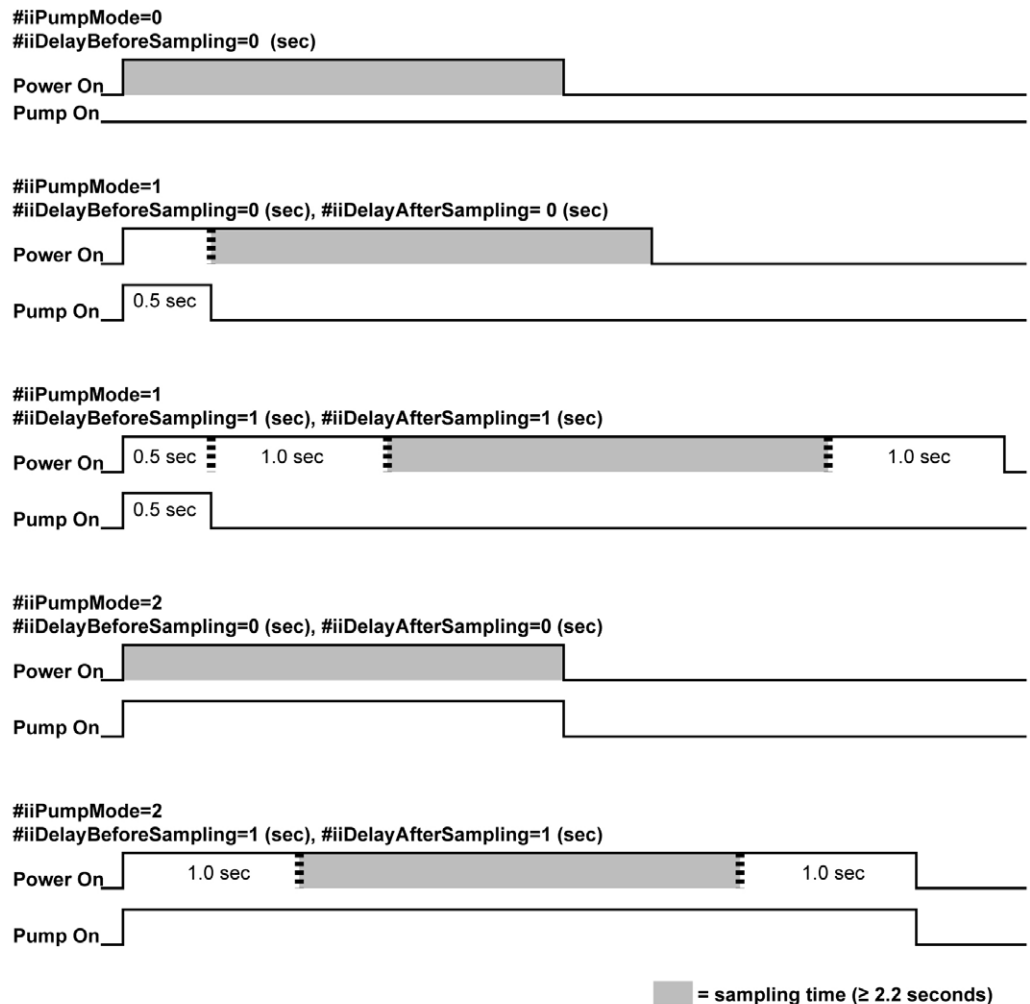 #iiPumpMode=0
#iiDelayBeforeSampling=0 (sec)
Power On
Pump On
#iiPumpMode=1
#iiDelayBeforeSampling=0 (sec), #iiDelayAfterSampling= 0 (sec)
Power On
Pump On 0.5 sec
#iiPumpMode=1
#iiDelayBeforeSampling=1 (sec), #iiDelayAfterSampling=1 (sec)
Power On 0.5 sec 1.0 sec 1.0 sec
Pump On 0.5 sec
#iiPumpMode=2
#iiDelayBeforeSampling=0 (sec), #iiDelayAfterSampling=0 (sec)
Power On
Pump On
#iiPumpMode=2
#iiDelayBeforeSampling=1 (sec), #iiDelayAfterSampling=1 (sec)
Power On 1.0 sec 1.0 sec
Pump On
= sampling time (≥ 2.2 seconds)